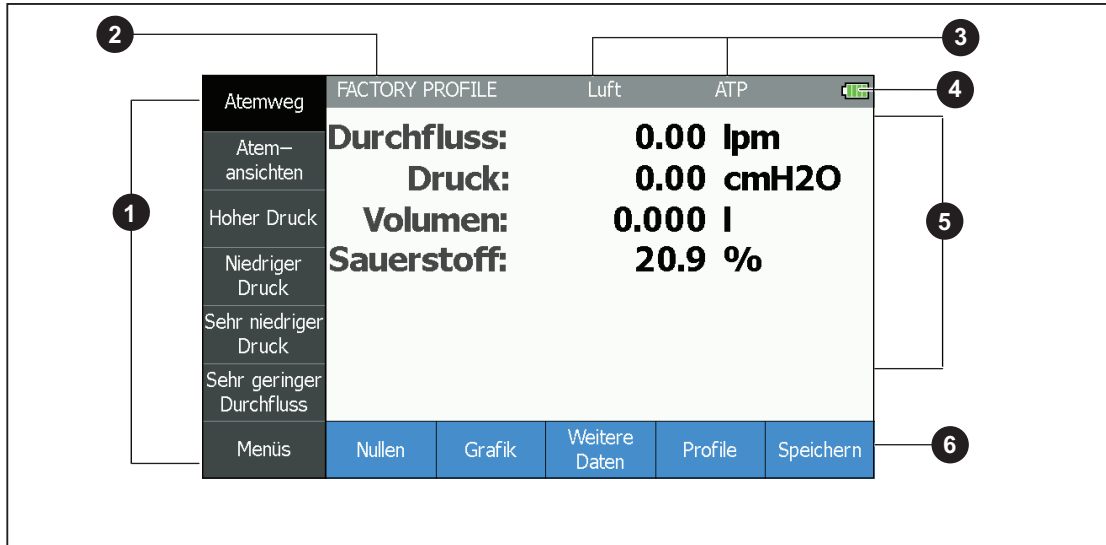 2
3
4
1
5
6
FACTORY PROFILE Luft ATP
Atemweg
Atem–
ansichten
Hoher Druck
Niedriger
Druck
Sehr niedriger
Druck
Sehr geringer
Durchfluss
Menüs
Durchfluss: 0.00 lpm
Druck: 0.00 cmH2O
Volumen: 0.000 l
Sauerstoff: 20.9 %
Nullen
Grafik
Weitere
Daten
Profile
Speichern